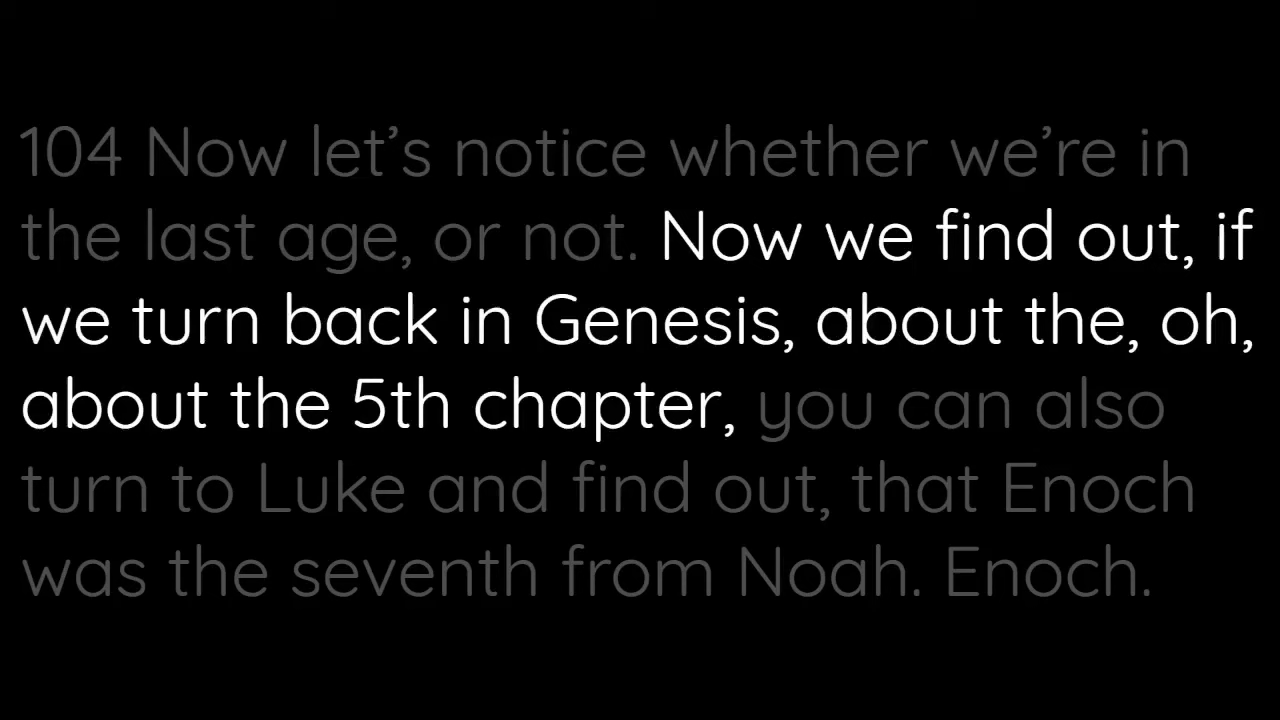 104 Now let’s notice whether we’re in
the last age, or not. Now we find out, if
we turn back in Genesis, about the, oh,
about the 5th chapter, you can also
turn to Luke and find out, that Enoch
was the seventh from Noah. Enoch.